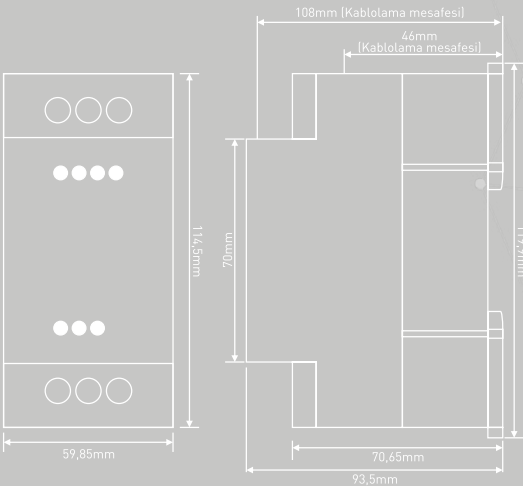 108mm (Kablolama mesafesi)
46mm
(Kablolama mesafesi)
114,5mm
70mm
59,85mm
70,65mm
93,5mm